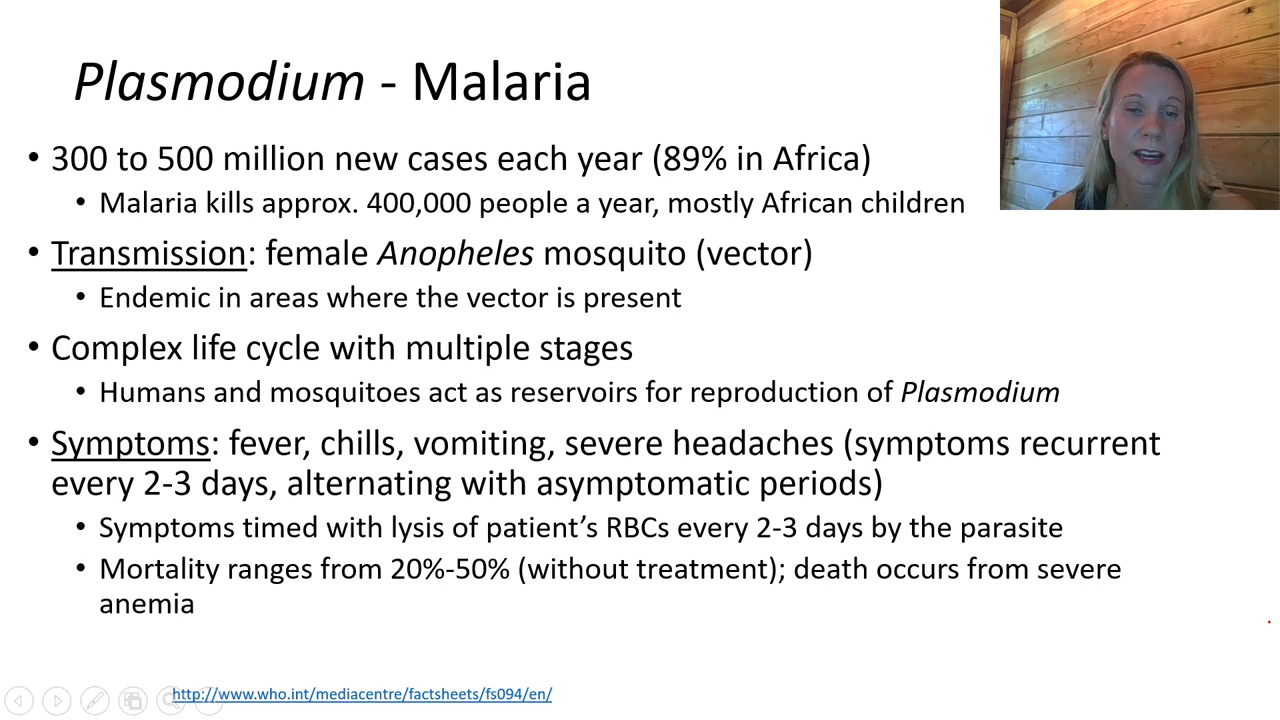 Plasmodium - Malaria
• 300 to 500 million new cases each year (89% in Africa)
• Malaria kills approx. 400,000 people a year, mostly African children
• Transmission: female Anopheles mosquito (vector)
• Endemic in areas where the vector is present
• Complex life cycle with multiple stages
• Humans and mosquitoes act as reservoirs for reproduction of Plasmodium
• Symptoms: fever, chills, vomiting, severe headaches (symptoms recurrent
every 2-3 days, alternating with asymptomatic periods)
• Symptoms timed with lysis of patient’s RBCs every 2-3 days by the parasite
• Mortality ranges from 20%-50% (without treatment); death occurs from severe
anemia
http://www.who.int/mediacentre/factsheets/fs094/en/